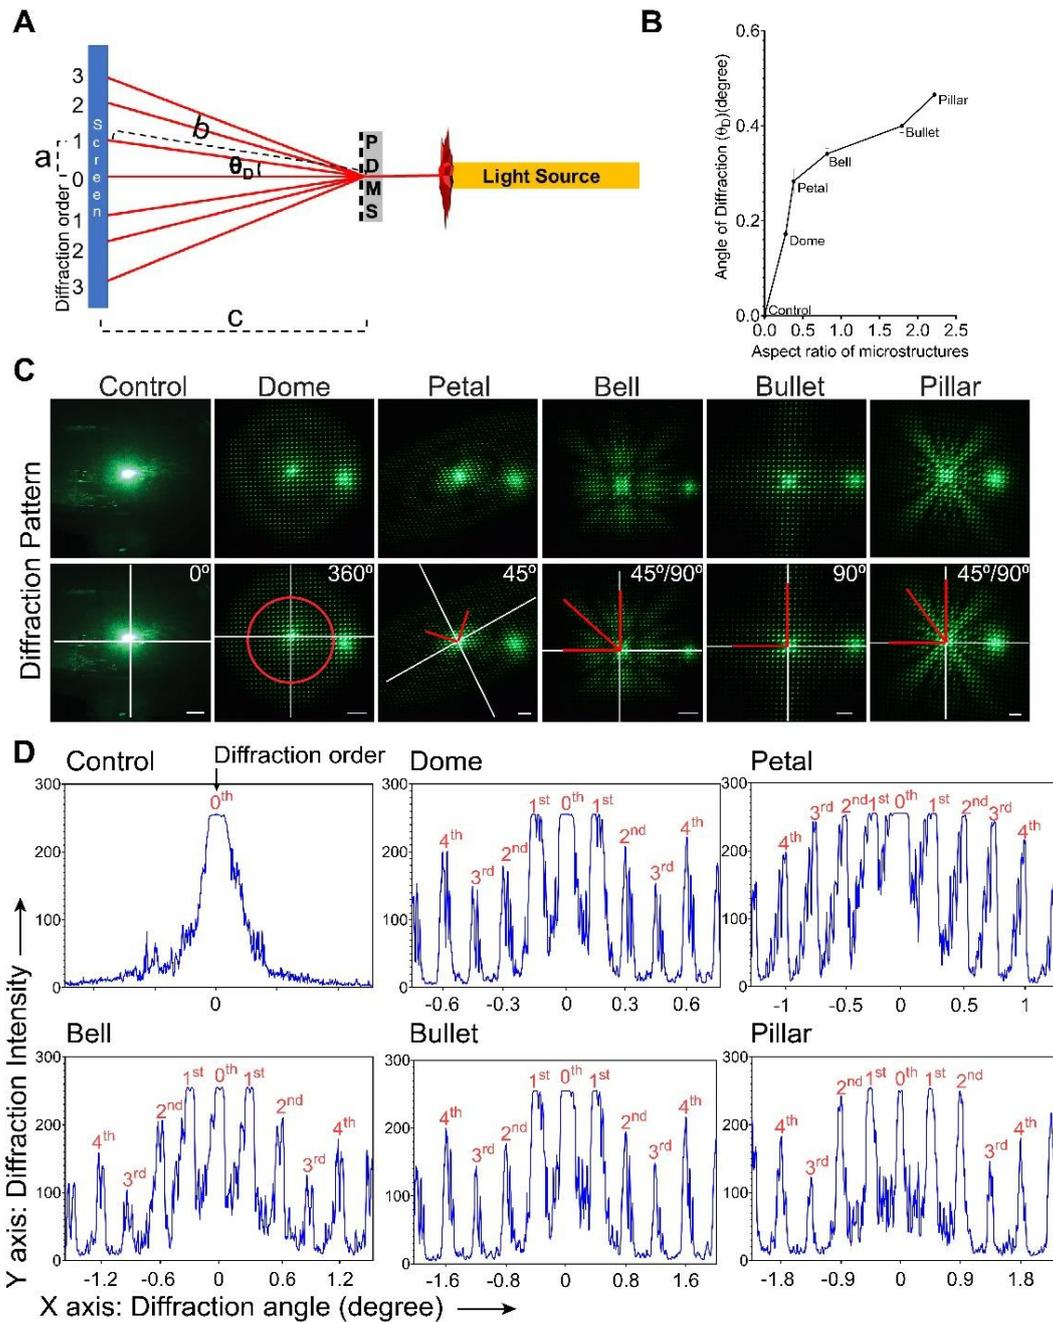 A
3
2
1
0
1
2
3
a
b
c
θD
Screen
Diffraction order
PDMS
Light Source
B
Angle of Diffraction (θD)(degree)
0.6
0.4
0.2
0.0
Pillar
Bullet
Bell
Petal
Dome
Control
0.0 0.5 1.0 1.5 2.0 2.5
Aspect ratio of microstructures
C
Control Dome Petal Bell Bullet Pillar
Diffraction Pattern
0º 360º 45º 45º/90º 90º 45º/90º
D
Control
Diffraction order
0th
300
200
100
0
0
Dome
4th 3rd 2nd 1st 0th 1st 2nd 3rd 4th
300
200
100
0
-0.6 -0.3 0 0.3 0.6
Petal
4th 3rd 2nd 1st 0th 1st 2nd 3rd 4th
300
200
100
0
-1 -0.5 0 0.5 1
Bell
4th 3rd 2nd 1st 0th 1st 2nd 3rd 4th
300
200
100
0
-1.2 -0.6 0 0.6 1.2
Bullet
4th 3rd 2nd 1st 0th 1st 2nd 3rd 4th
300
200
100
0
-1.6 -0.8 0 0.8 1.6
Pillar
4th 3rd 2nd 1st 0th 1st 2nd 3rd 4th
300
200
100
0
-1.8 -0.9 0 0.9 1.8
Y axis: Diffraction Intensity
X axis: Diffraction angle (degree)